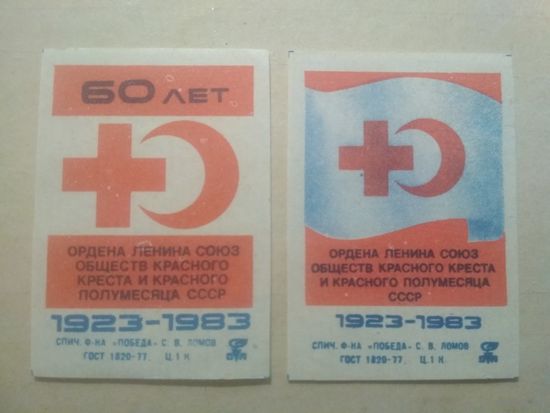 60 ЛЕТ
ОРДЕНА ЛЕНИНА СОЮЗ
ОБЩЕСТВ КРАСНОГО
КРЕСТА И КРАСНОГО
ПОЛУМЕСЯЦА СССР
1923-1983
СПИЧ. Ф-КА «ПОБЕДА» С. В. ЛОМОВ
ГОСТ 1820-77. Ц. 1 К.
ОРДЕНА ЛЕНИНА СОЮЗ
ОБЩЕСТВ КРАСНОГО КРЕСТА
И КРАСНОГО ПОЛУМЕСЯЦА
СССР
1923-1983
СПИЧ. Ф-КА «ПОБЕДА» С. В. ЛОМОВ
ГОСТ 1820-77. Ц. 1 К.